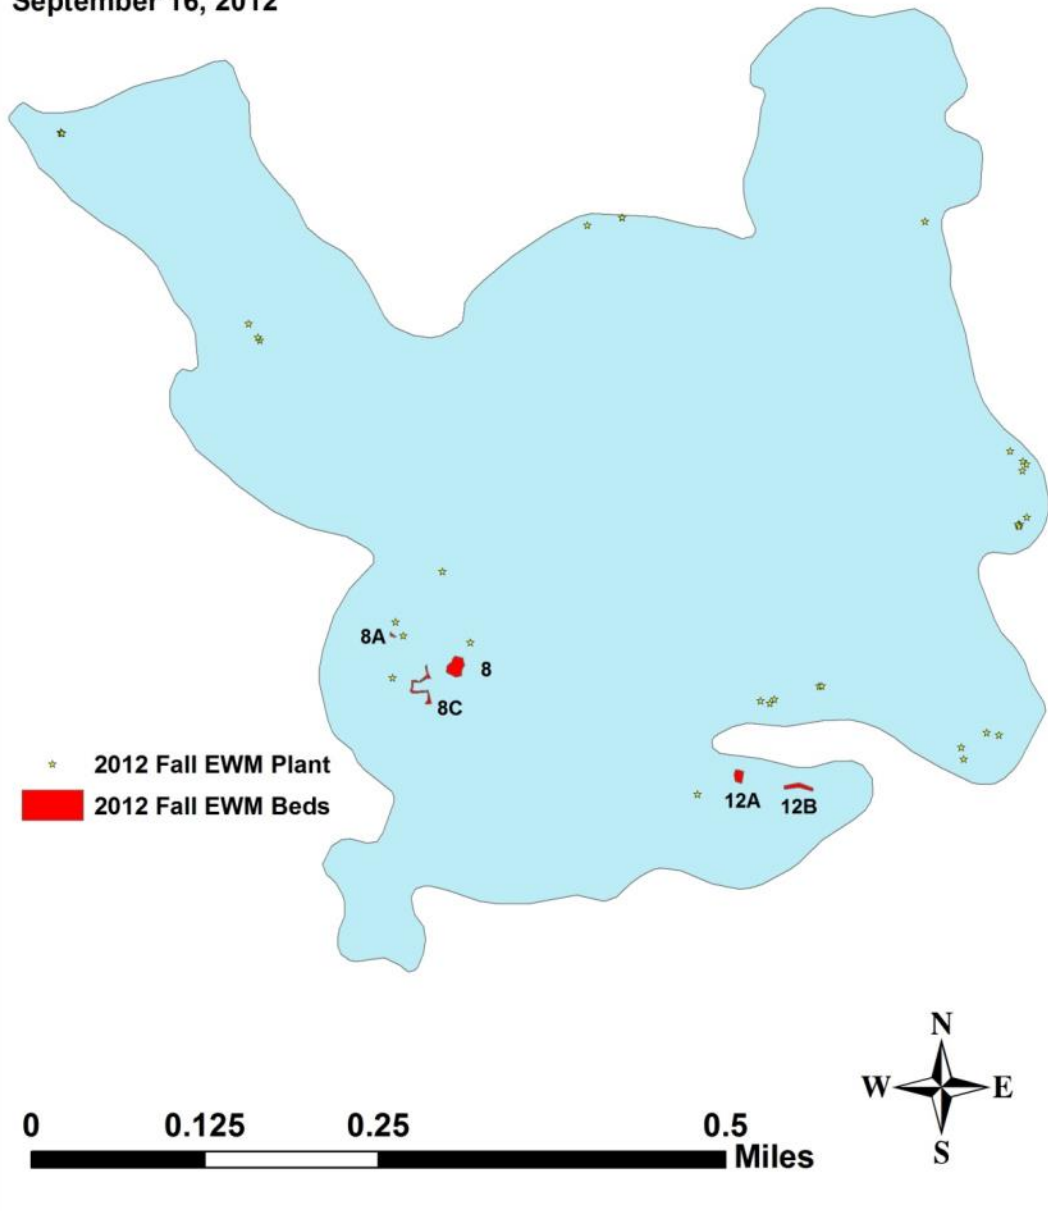 September 16, 2012
8A
8
8C
2012 Fall EWM Plant
2012 Fall EWM Beds
12A
12B
N
W
E
S
0
0.125
0.25
0.5
Miles